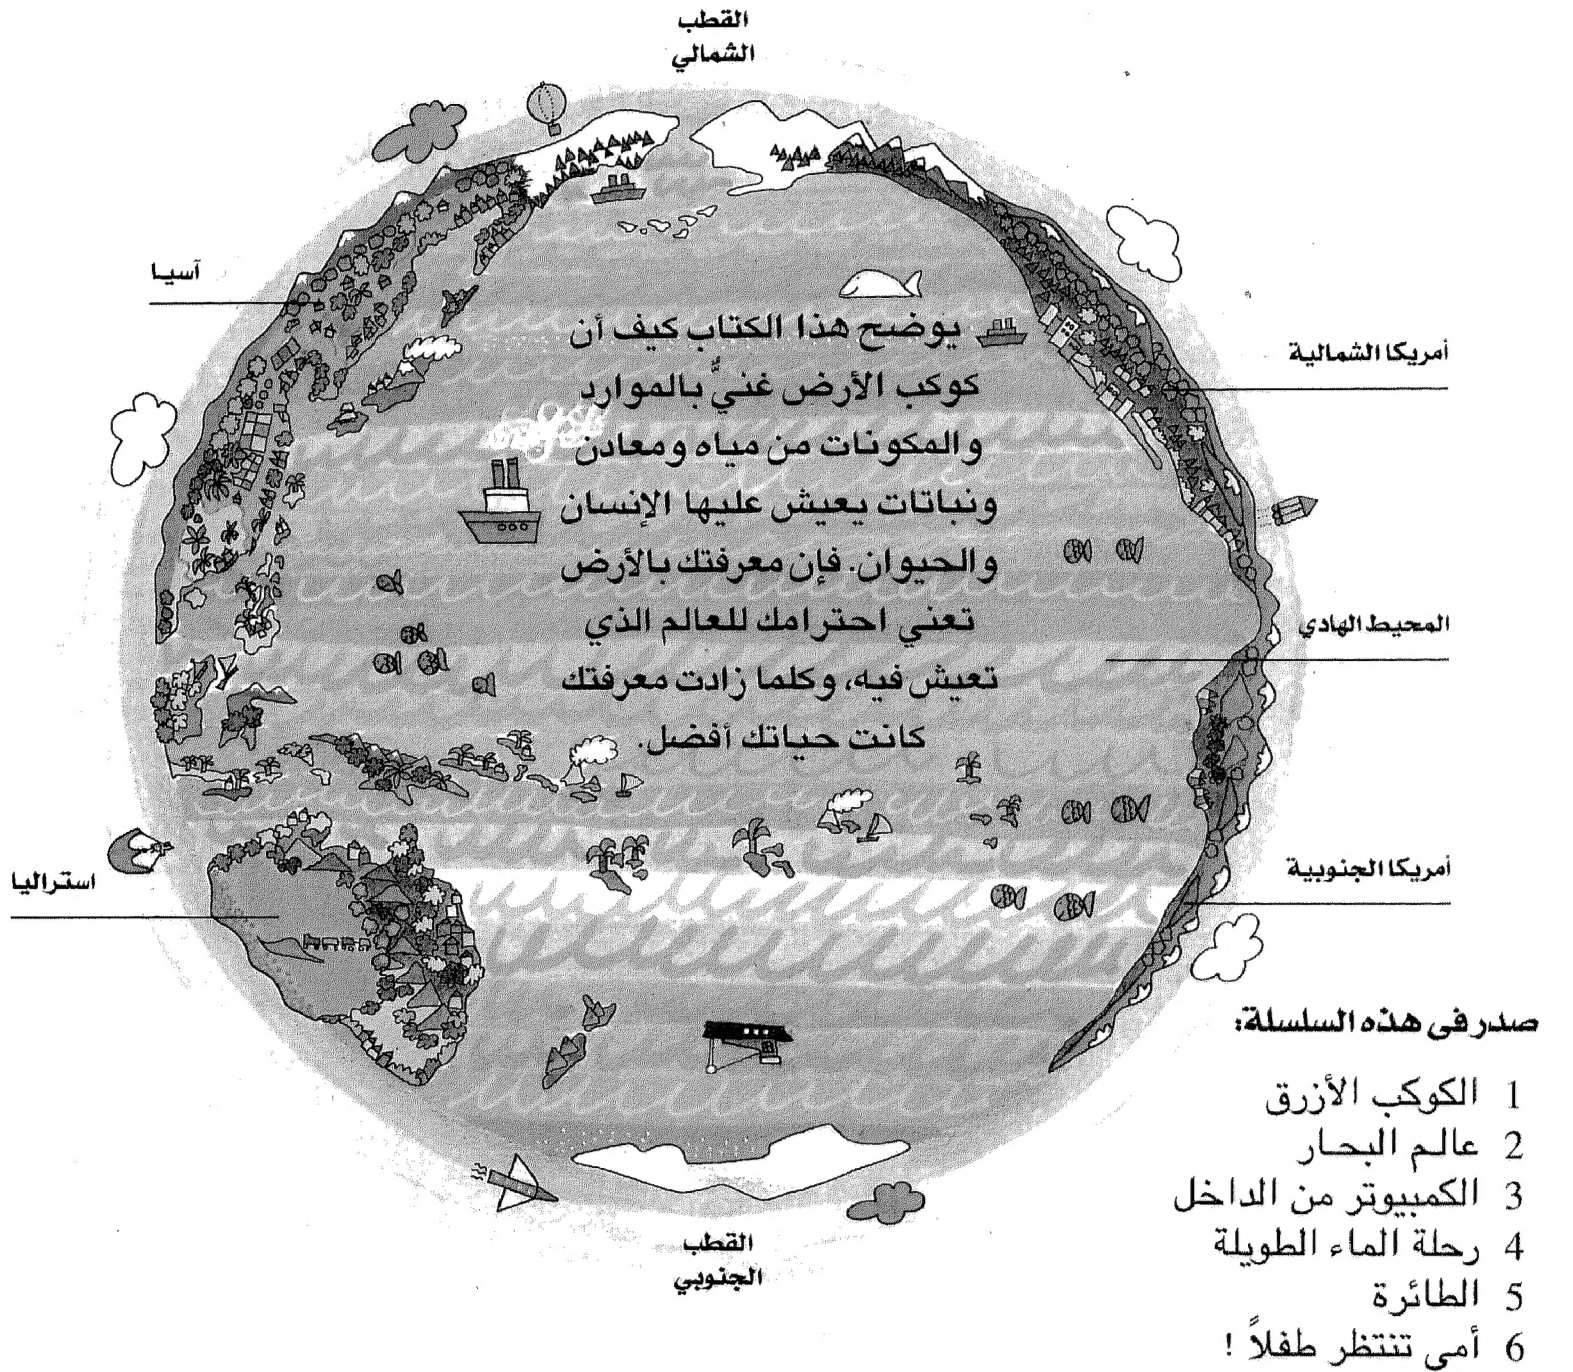 القطب
الشمالي
آسيا
أمريكا الشمالية
يوضح هذا الكتاب كيف أن
كوكب الأرض غنيٌّ بالموارد
والمكونات من مياه ومعادن
ونباتات يعيش عليها الإنسان
والحيوان. فإن معرفتك بالأرض
تعني احترامك للعالم الذي
تعيش فيه، وكلما زادت معرفتك
كانت حياتك أفضل.
المحيط الهادي
أمريكا الجنوبية
استراليا
القطب
الجنوبي
صدر فى هذه السلسلة:
1 الكوكب الأزرق
2 عالم البحار
3 الكمبيوتر من الداخل
4 رحلة الماء الطويلة
5 الطائرة
6 أمى تنتظر طفلاً !